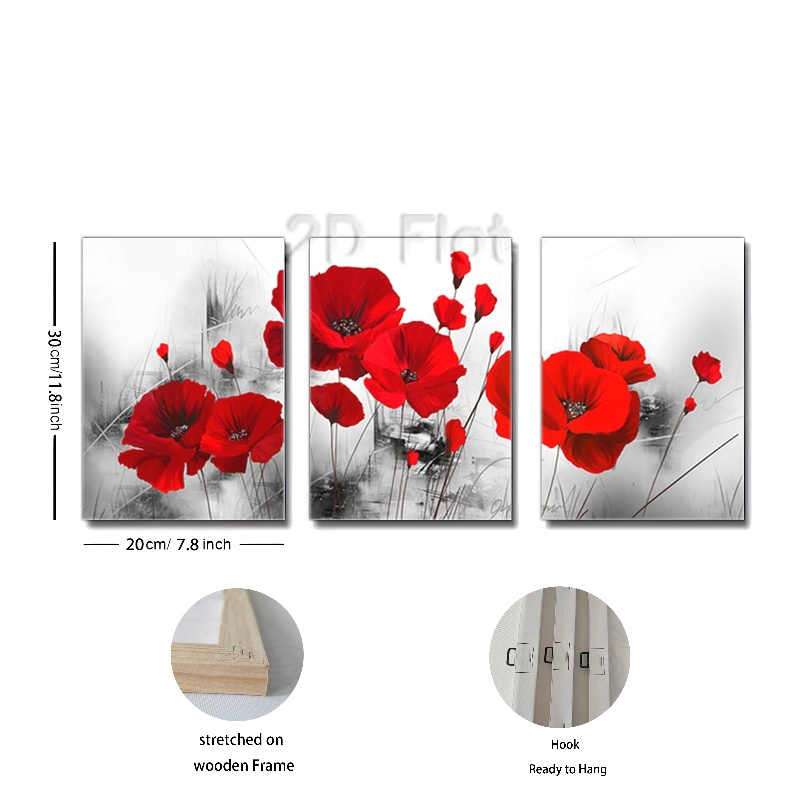 2D Flat
30cm/11.8inch
20cm/ 7.8 inch
stretched on
wooden Frame
Hook
Ready to Hang